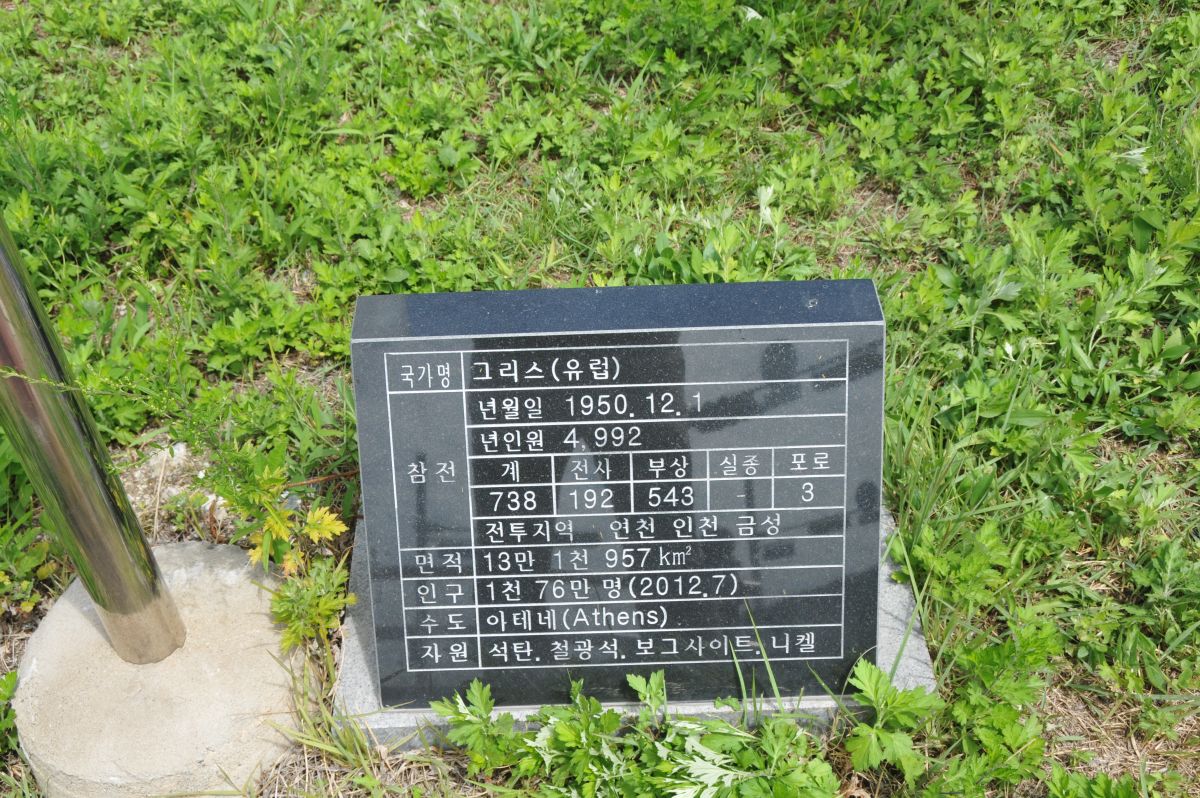 국가명 그리스(유럽)
참전 년월일 1950.12.1
년인원 4,992
계 전사 부상 실종 포로
738 192 543 - 3
전투지역 연천 인천 금성
면적 13만 1천 957㎢
인구 1천 76만 명(2012.7)
수도 아테네(Athens)
자원 석탄.철광석.보그사이트.니켈